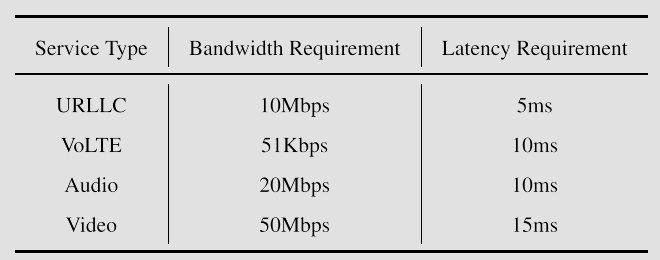 Service Type Bandwidth Requirement Latency Requirement
URLLC 10Mbps 5ms
VoLTE 51Kbps 10ms
Audio 20Mbps 10ms
Video 50Mbps 15ms